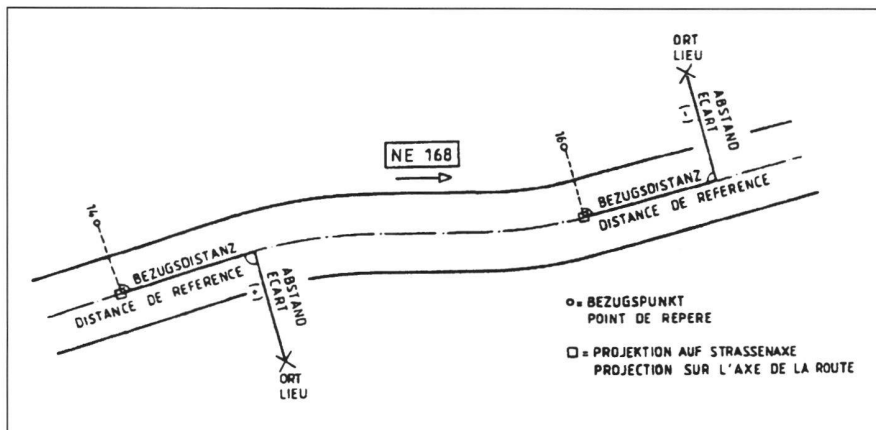 ORT
LIEU
ABSTAND
ECART
(-)
16
NE 168
BEZUGSDISTANZ
DISTANCE DE REFERENCE
14
BEZUGSDISTANZ
DISTANCE DE REFERENCE
ABSTAND
ECART
(+)
ORT
LIEU
o = BEZUGSPUNKT
POINT DE REPERE
□ = PROJEKTION AUF STRASSENAXE
PROJECTION SUR L'AXE DE LA ROUTE